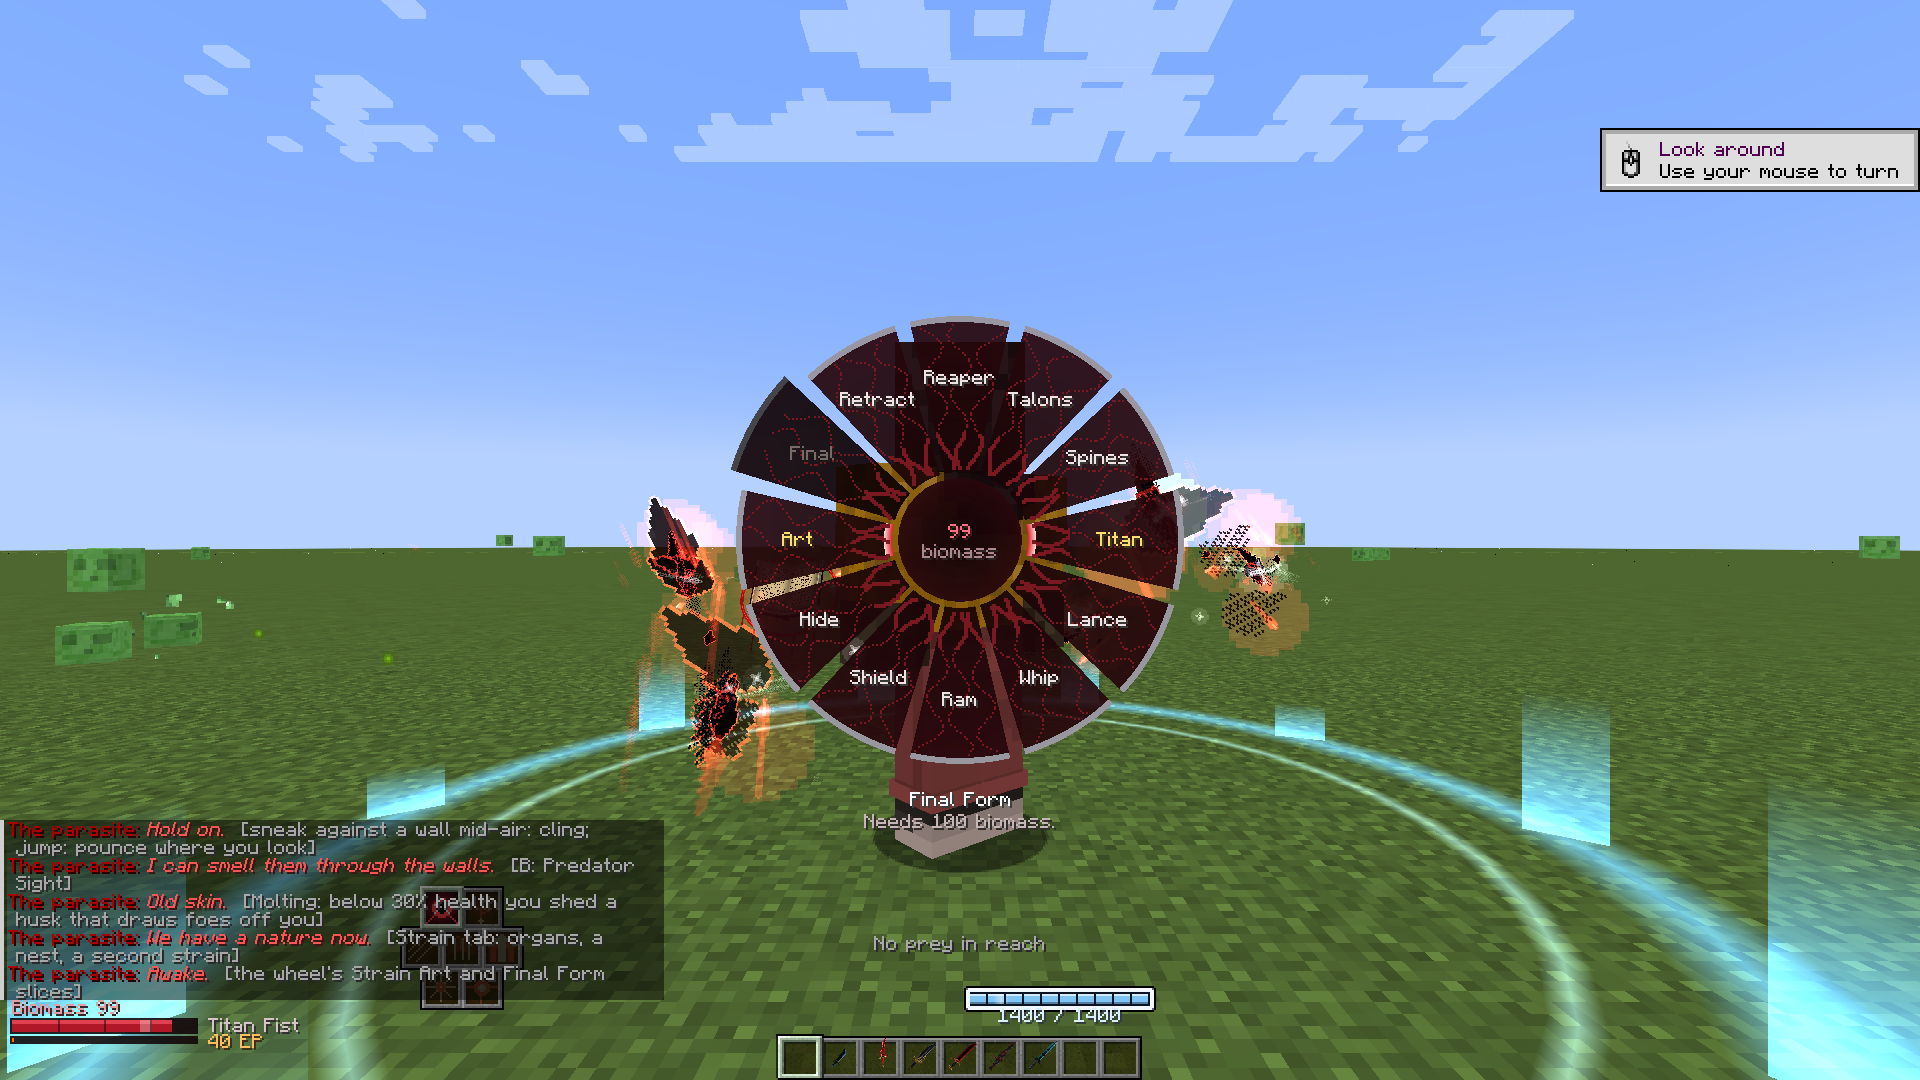 Look around
Use your mouse to turn
Reaper
Retract
Talons
Final
Spines
Art
99
biomass
Titan
Hide
Lance
Shield
Whip
Ram
Final Form
Needs 100 biomass.
The parasite: Hold on. [sneak against a wall mid-air: cling;
jump: pounce where you look]
The parasite: I can smell them through the walls. [B: Predator
Sight]
The parasite: Old skin. [Molting: below 30% health you shed a
husk that draws foes off you]
The parasite: We have a nature now. [Strain tab: organs, a
nest, a second strain]
The parasite: Awake. [the wheel's Strain Art and Final Form
slices]
No prey in reach
Biomass 99
Titan Fist
40 EP
1400 / 1400